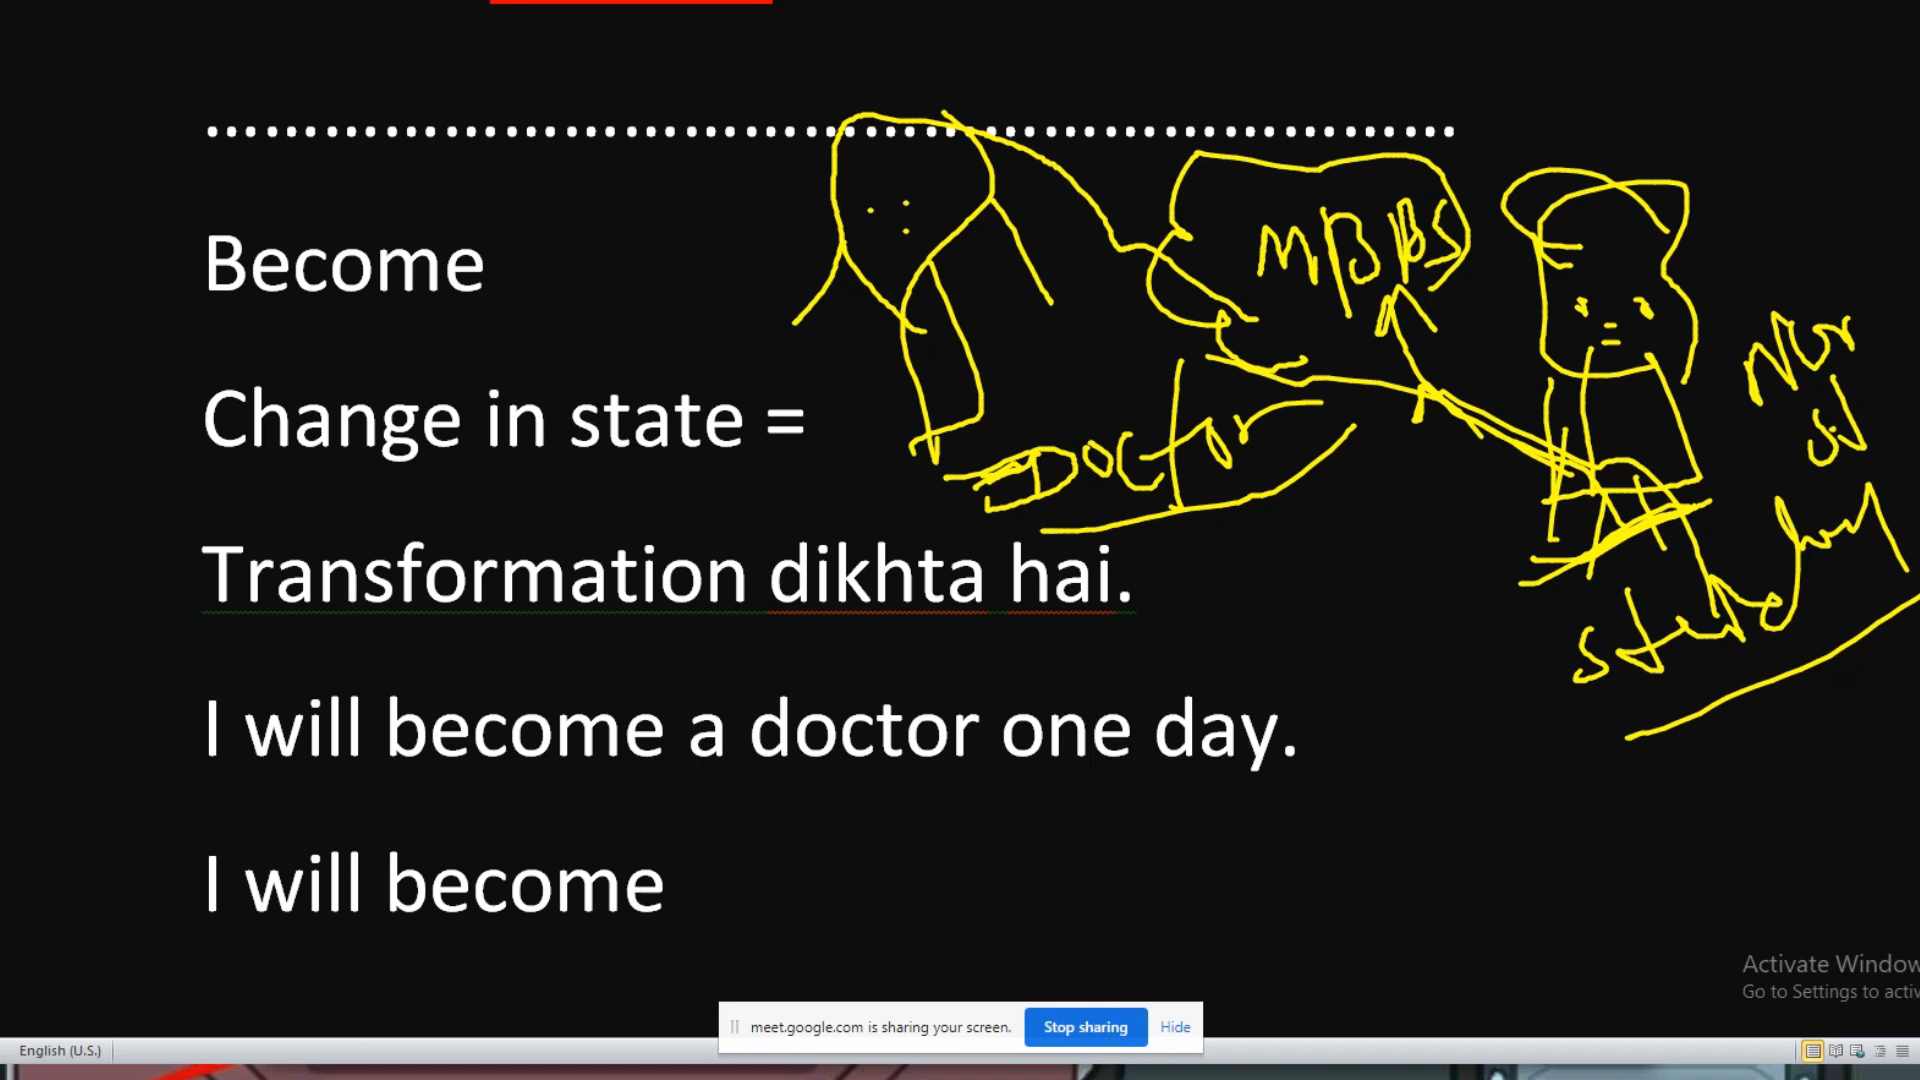 Become
MBBS
Change in state =
Doctor
Transformation dikhta hai.
I will become a doctor one day.
I will become
Activate Window
Go to Settings to activ
meet.google.com is sharing your screen.
Stop sharing
Hide
English (U.S.)